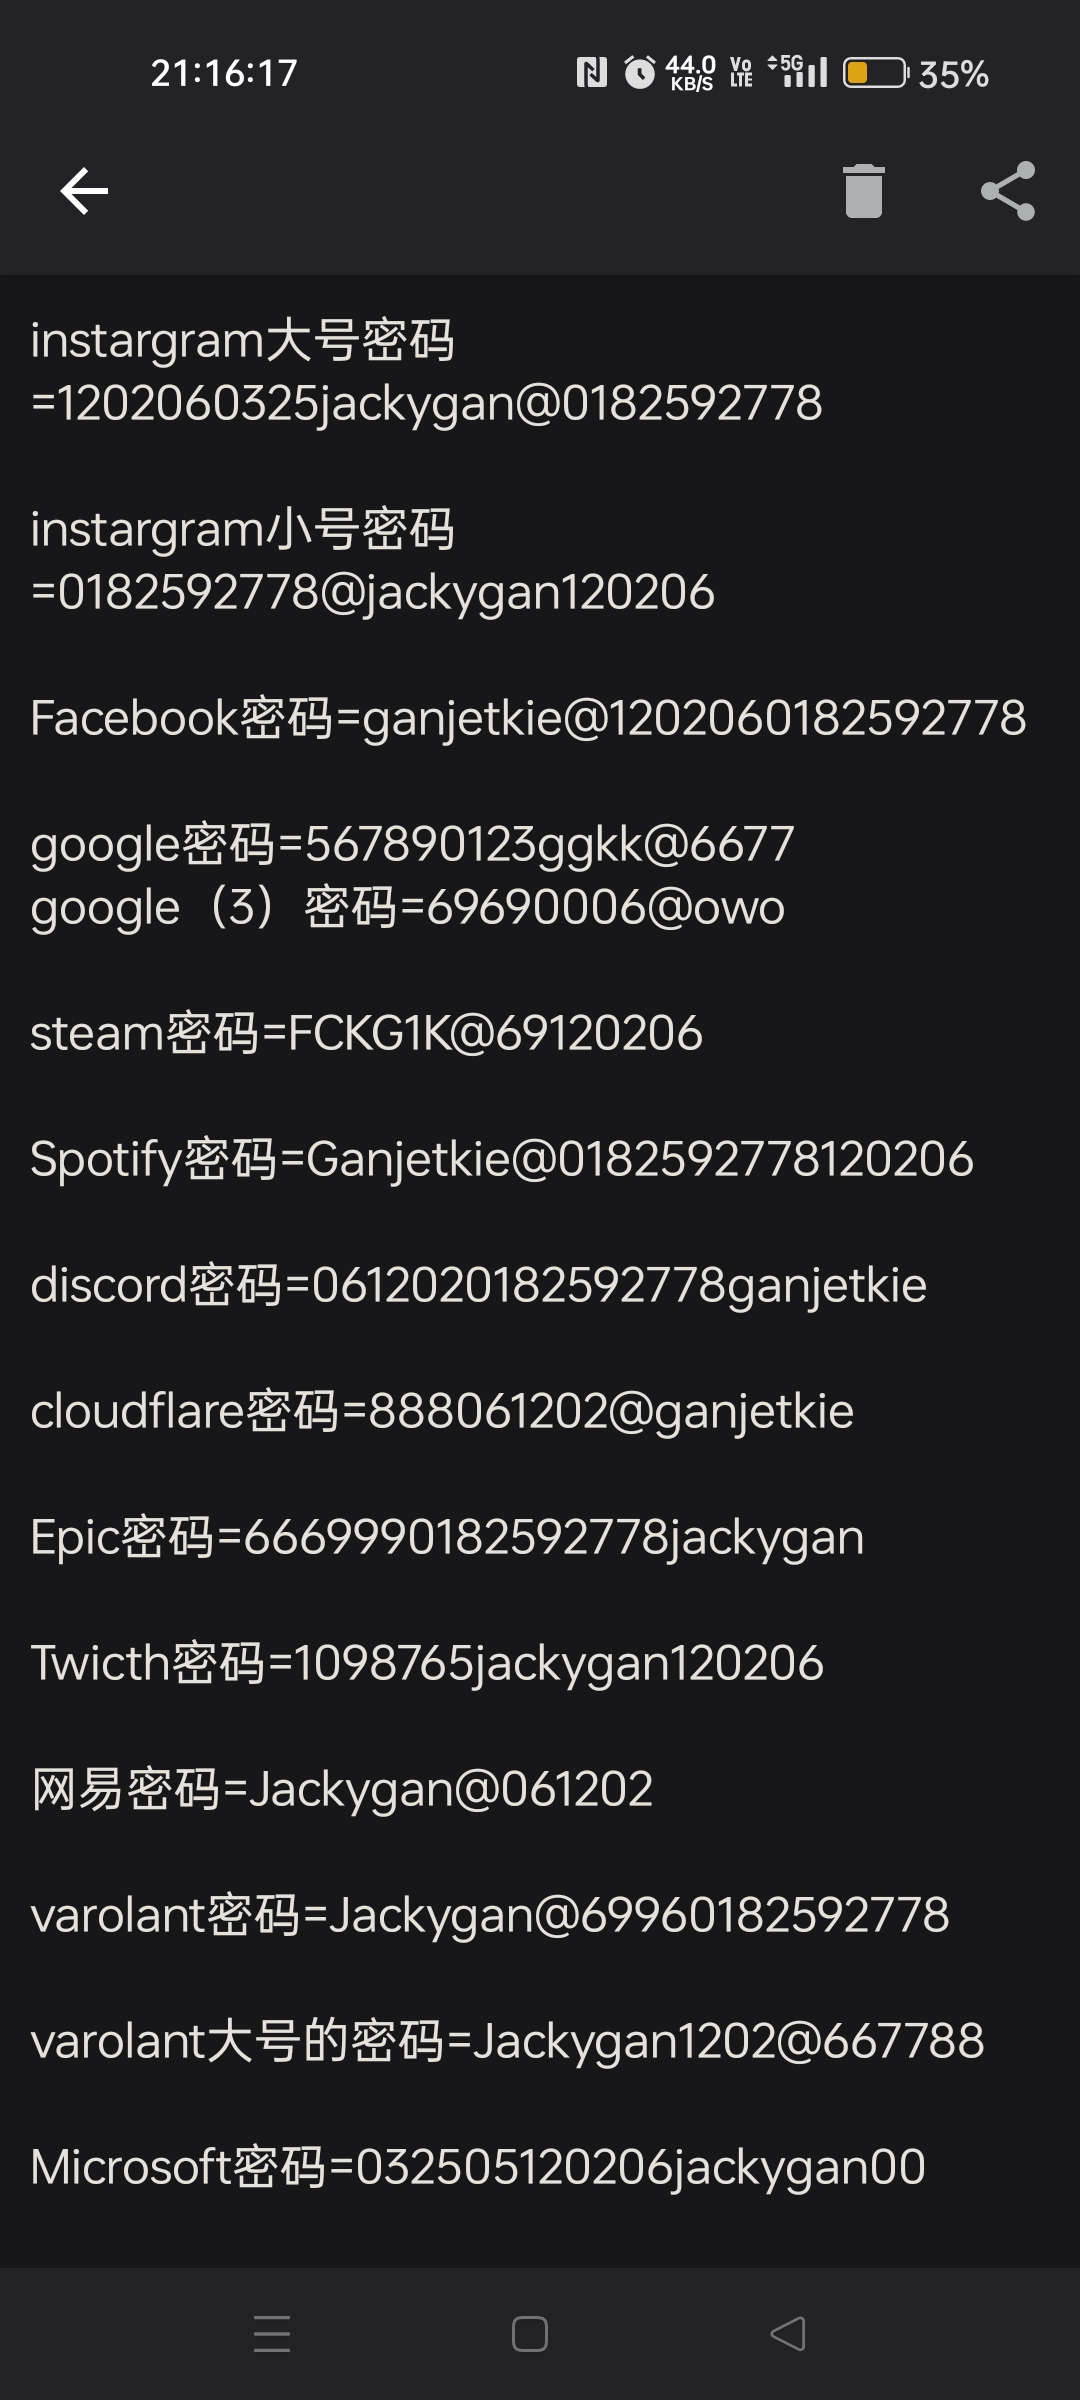 21:16:17 44.0 KB/S Vo LTE 5G 35%
instargram大号密码
=1202060325jackygan@0182592778
instargram小号密码
=0182592778@jackygan120206
Facebook密码=ganjetkie@1202060182592778
google密码=567890123ggkk@6677
google（3）密码=69690006@owo
steam密码=FCKG1K@69120206
Spotify密码=Ganjetkie@0182592778120206
discord密码=0612020182592778ganjetkie
cloudflare密码=888061202@ganjetkie
Epic密码=6669990182592778jackygan
Twicth密码=1098765jackygan120206
网易密码=Jackygan@061202
varolant密码=Jackygan@69960182592778
varolant大号的密码=Jackygan1202@667788
Microsoft密码=032505120206jackygan00